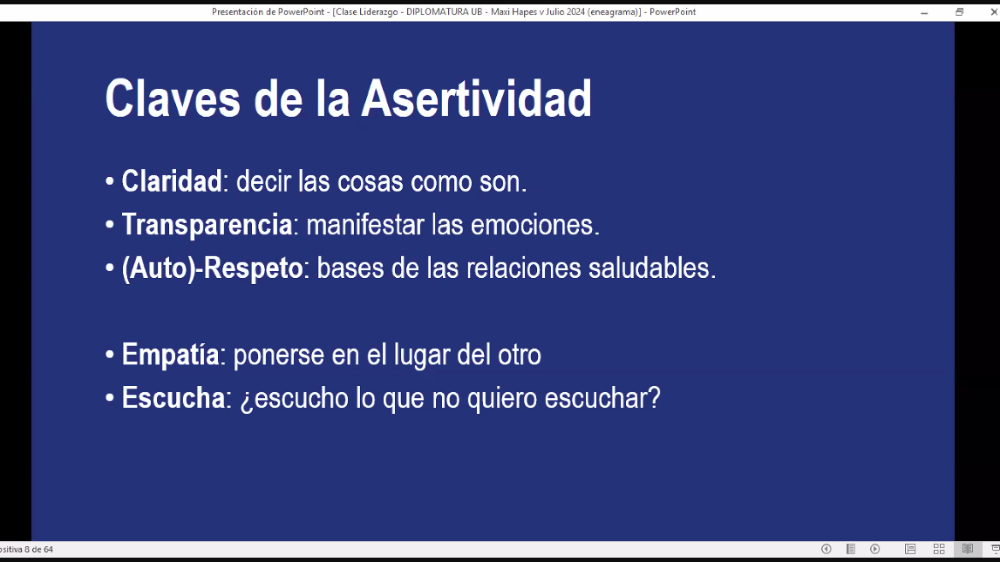 Presentación de PowerPoint - [Clase Liderazgo - DIPLOMATURA UB - Maxi Hapes v Julio 2024 (eneagrama)] - PowerPoint
Claves de la Asertividad
• Claridad: decir las cosas como son.
• Transparencia: manifestar las emociones.
• (Auto)-Respeto: bases de las relaciones saludables.
• Empatía: ponerse en el lugar del otro
• Escucha: ¿escucho lo que no quiero escuchar?
ositiva 8 de 64